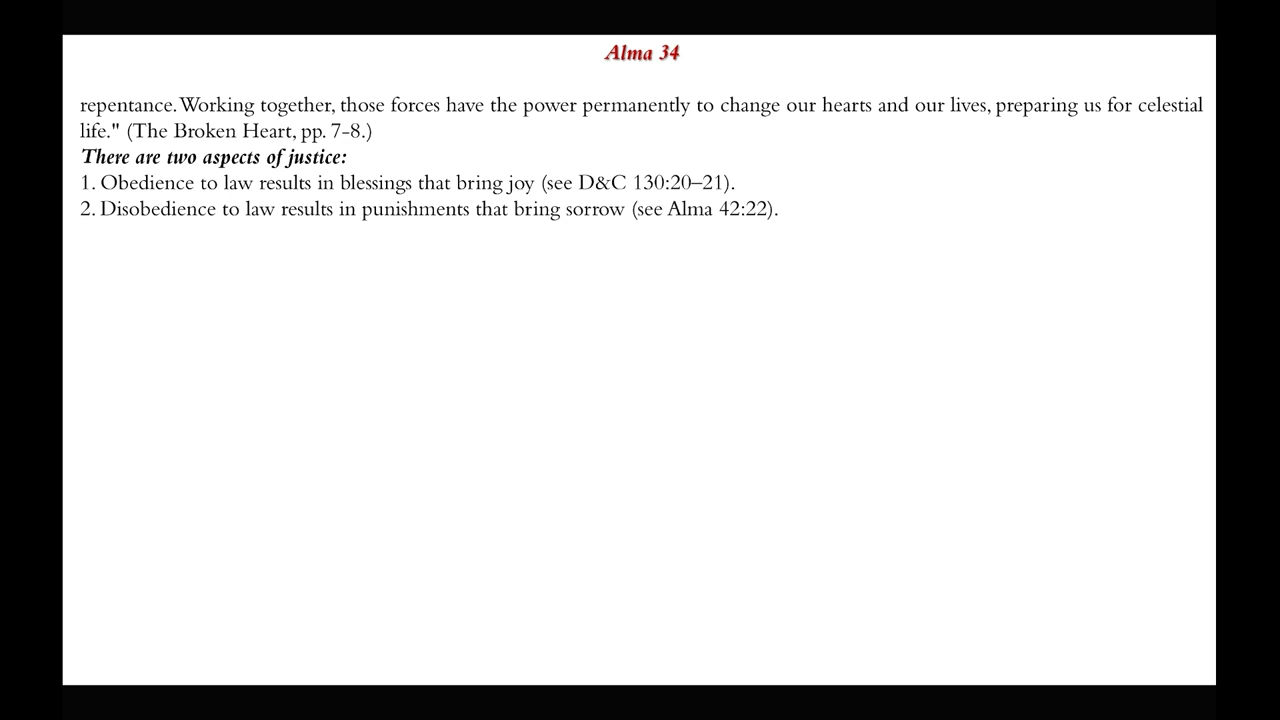 Alma 34
repentance. Working together, those forces have the power permanently to change our hearts and our lives, preparing us for celestial
life." (The Broken Heart, pp. 7-8.)
There are two aspects of justice:
1. Obedience to law results in blessings that bring joy (see D&C 130:20–21).
2. Disobedience to law results in punishments that bring sorrow (see Alma 42:22).